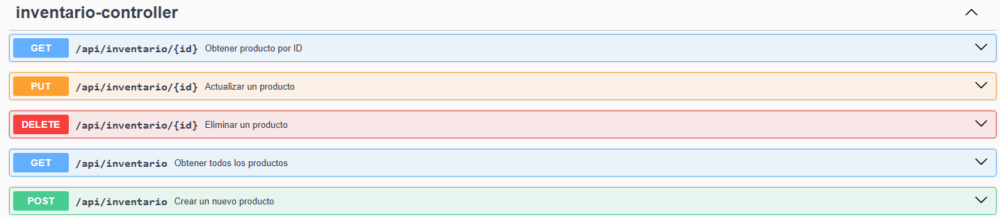 inventario-controller
GET /api/inventario/{id} Obtener producto por ID
PUT /api/inventario/{id} Actualizar un producto
DELETE /api/inventario/{id} Eliminar un producto
GET /api/inventario Obtener todos los productos
POST /api/inventario Crear un nuevo producto